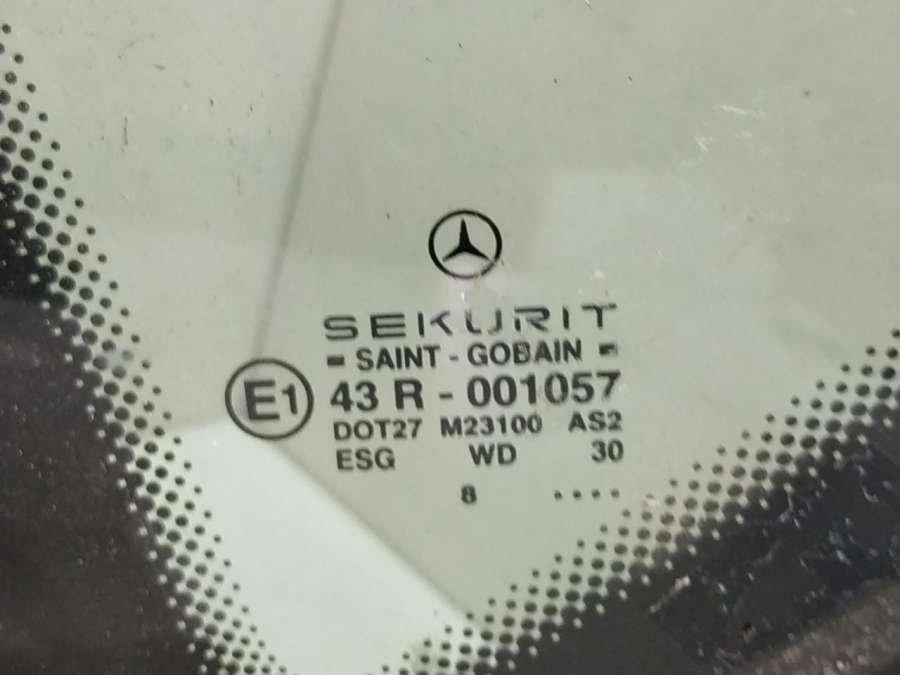 SEKURIT
- SAINT - GOBAIN -
E1 43 R - 001057
DOT27 M23100 AS2
ESG WD 30
8 ....